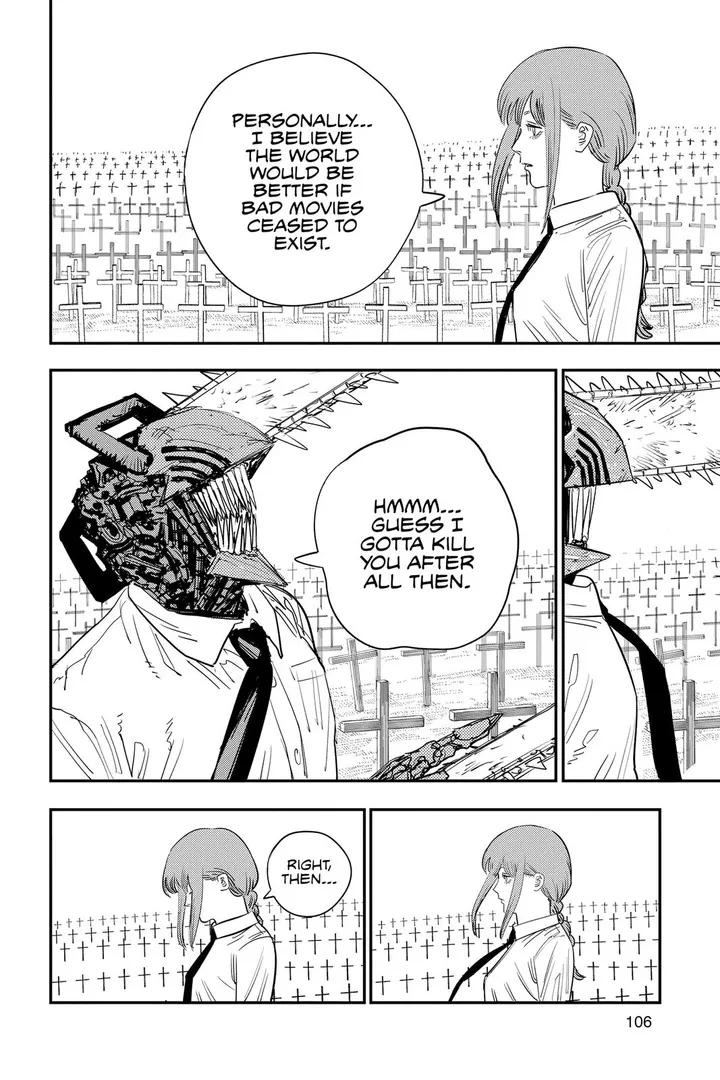 PERSONALLY...
I BELIEVE
THE WORLD
WOULD BE
BETTER IF
BAD MOVIES
CEASED TO
EXIST.
HMMM...
GUESS I
GOTTA KILL
YOU AFTER
ALL THEN.
RIGHT,
THEN...
106